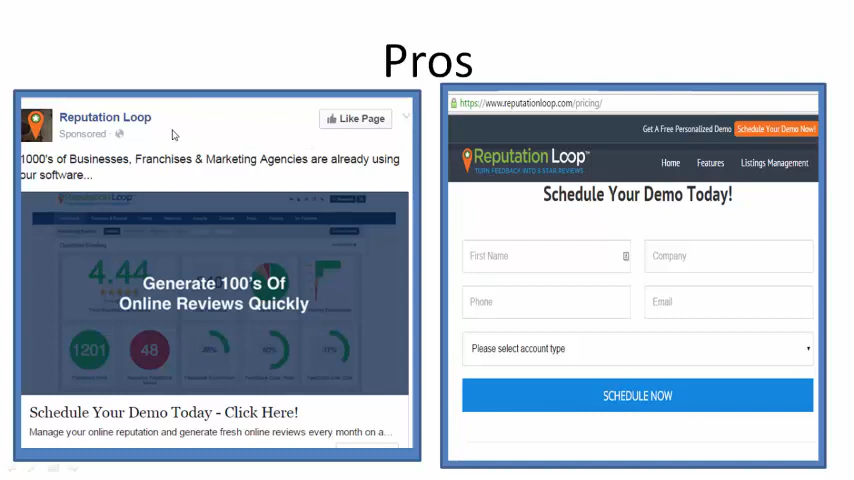 Pros
Reputation Loop
Sponsored ·
Like Page
1000's of Businesses, Franchises & Marketing Agencies are already using
our software...
Reputation Loop
4.44
Generate 100's Of
Online Reviews Quickly
1201
48
Schedule Your Demo Today - Click Here!
Manage your online reputation and generate fresh online reviews every month on a...
https://www.reputationloop.com/pricing/
Get A Free Personalized Demo
Schedule Your Demo Now!
Reputation Loop™
TURN FEEDBACK INTO 5 STAR REVIEWS
Home
Features
Listings Management
Schedule Your Demo Today!
First Name
Company
Phone
Email
Please select account type
SCHEDULE NOW